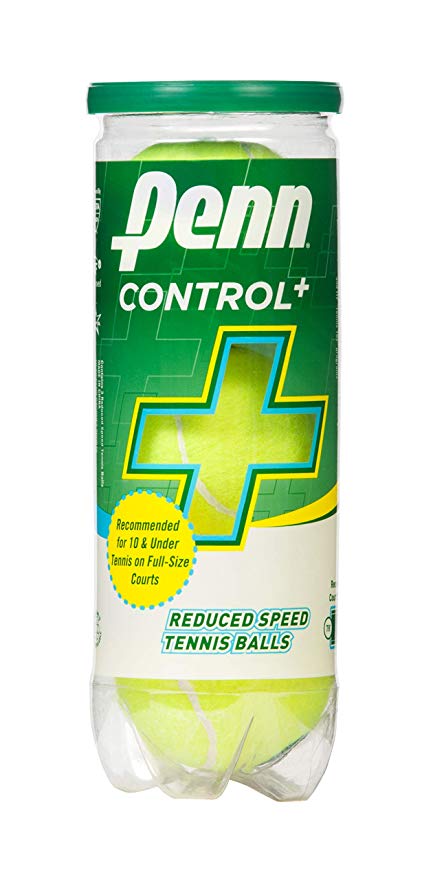 Penn®
CONTROL+
Recommended
for 10 & Under
Tennis on Full-Size
Courts
REDUCED SPEED
TENNIS BALLS